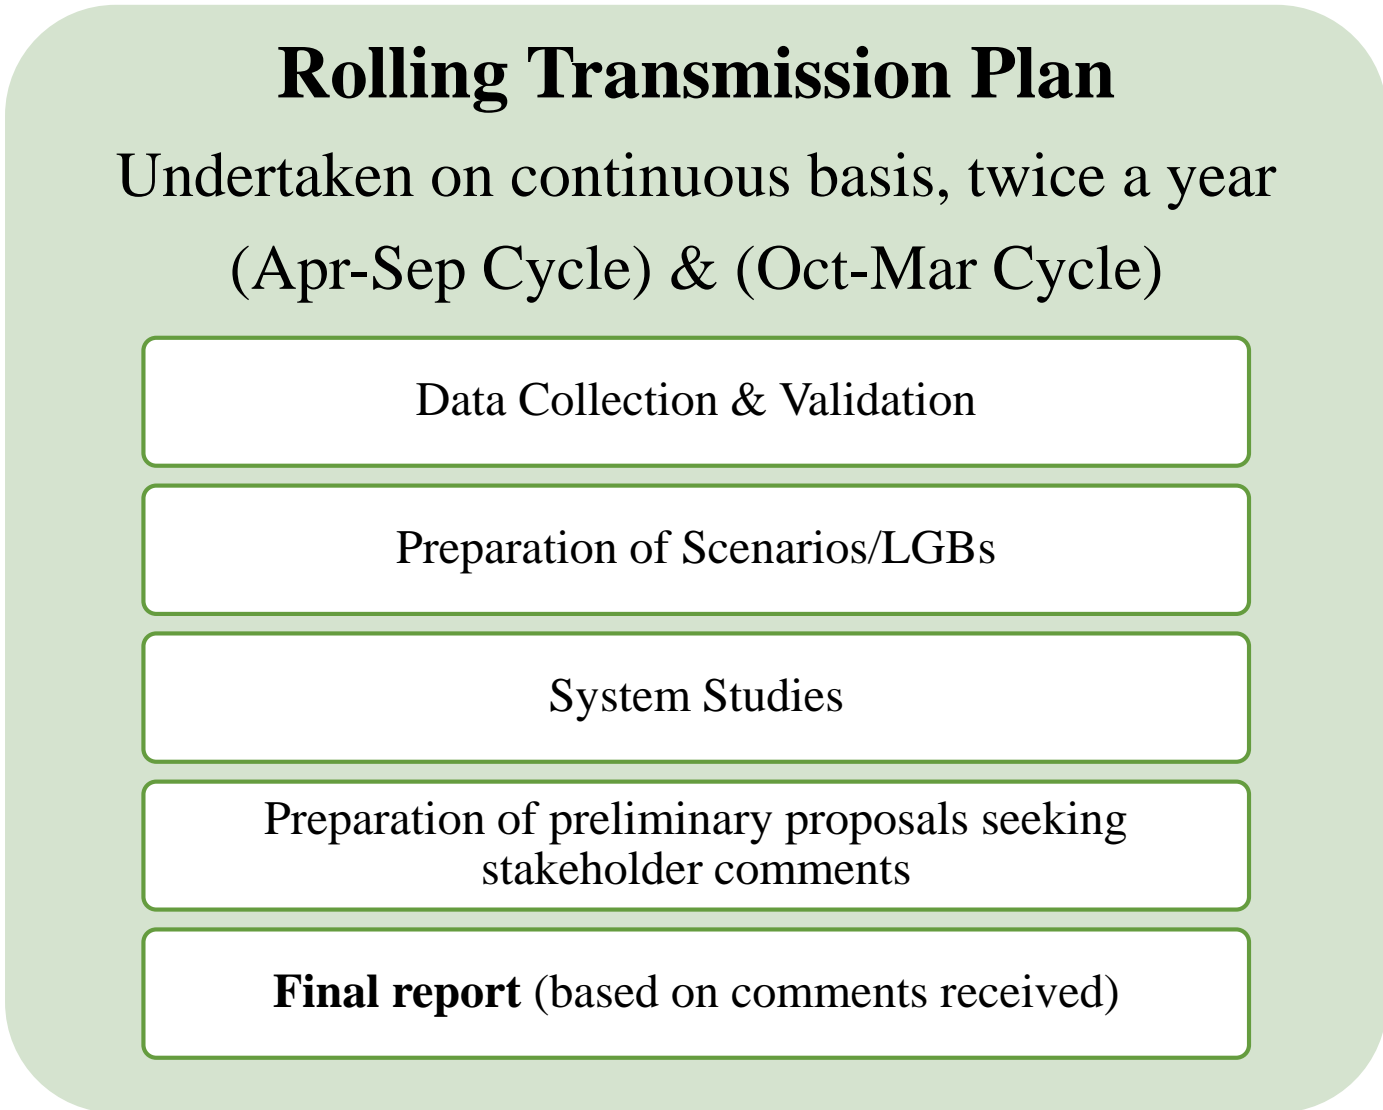 Rolling Transmission Plan
Undertaken on continuous basis, twice a year
(Apr-Sep Cycle) & (Oct-Mar Cycle)
Data Collection & Validation
Preparation of Scenarios/LGBs
System Studies
Preparation of preliminary proposals seeking
stakeholder comments
Final report (based on comments received)